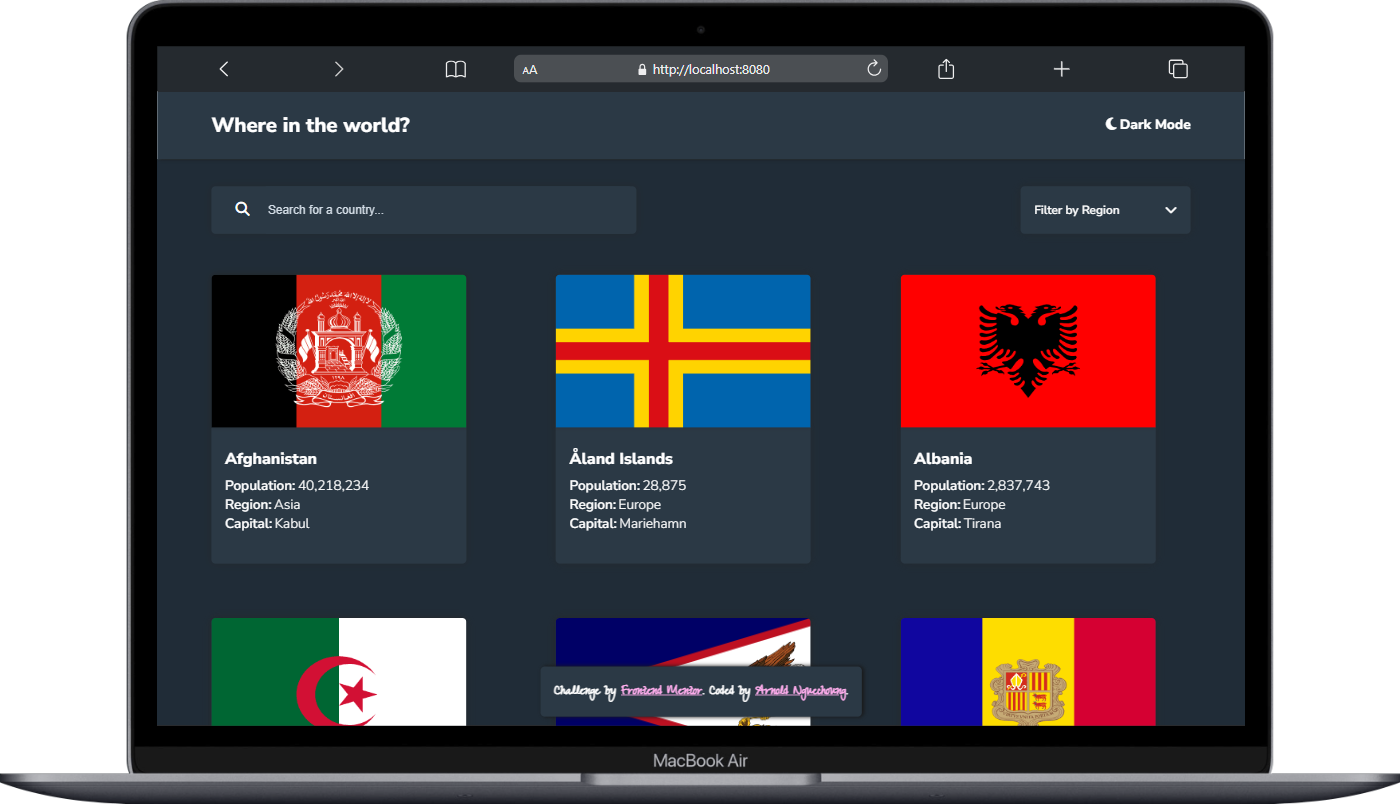 AA
http://localhost:8080
Where in the world?
Dark Mode
Search for a country...
Filter by Region
Afghanistan
Population: 40,218,234
Region: Asia
Capital: Kabul
Åland Islands
Population: 28,875
Region: Europe
Capital: Mariehamn
Albania
Population: 2,837,743
Region: Europe
Capital: Tirana
Challenge by Frontend Mentor. Coded by Arnold
MacBook Air